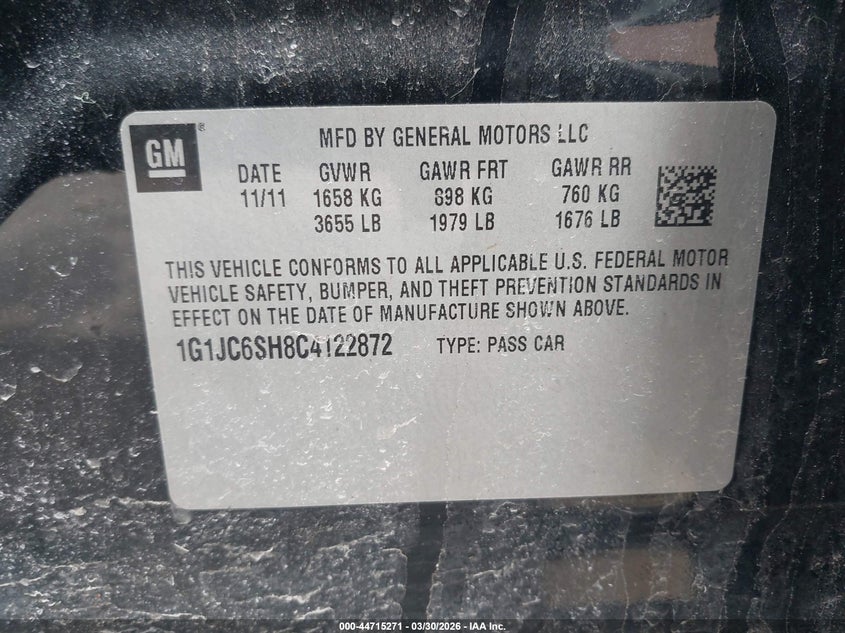 GM®
MFD BY GENERAL MOTORS LLC
DATE GVWR GAWR FRT GAWR RR
11/11 1658 KG 898 KG 760 KG
3655 LB 1979 LB 1676 LB
THIS VEHICLE CONFORMS TO ALL APPLICABLE U.S. FEDERAL MOTOR
VEHICLE SAFETY, BUMPER, AND THEFT PREVENTION STANDARDS IN
EFFECT ON THE DATE OF MANUFACTURE SHOWN ABOVE.
1G1JC6SH8C4122872 TYPE: PASS CAR
000-44715271 - 03/30/2026 - IAA Inc.